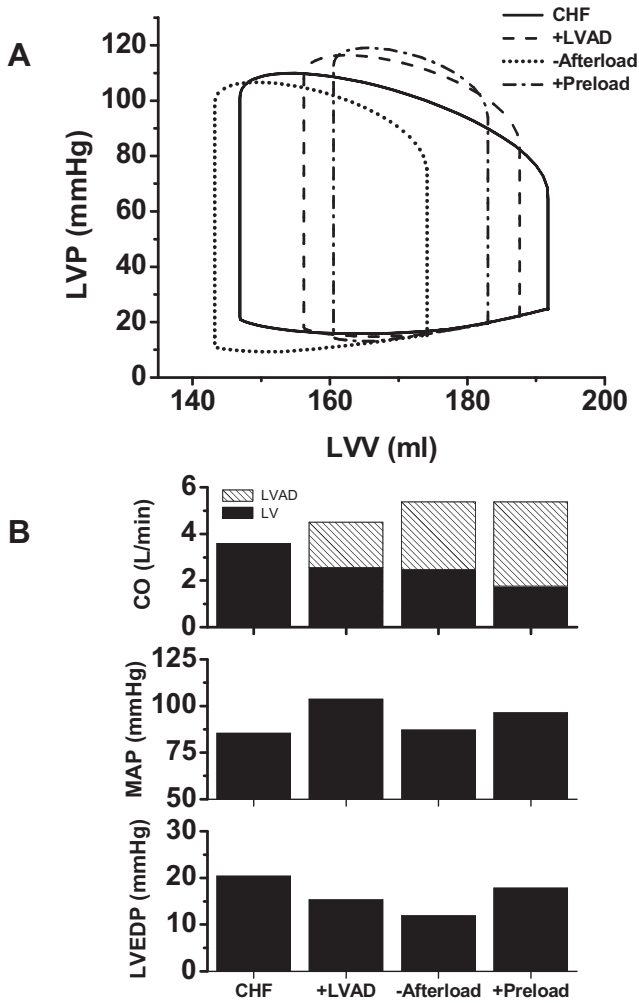 A
CHF
+LVAD
-Afterload
+Preload
LVP (mmHg)
120
100
80
60
40
20
0
140
160
180
200
LVV (ml)
B
LVAD
LV
CO (L/min)
6
4
2
0
MAP (mmHg)
125
100
75
50
LVEDP (mmHg)
30
20
10
0
CHF
+LVAD
-Afterload
+Preload